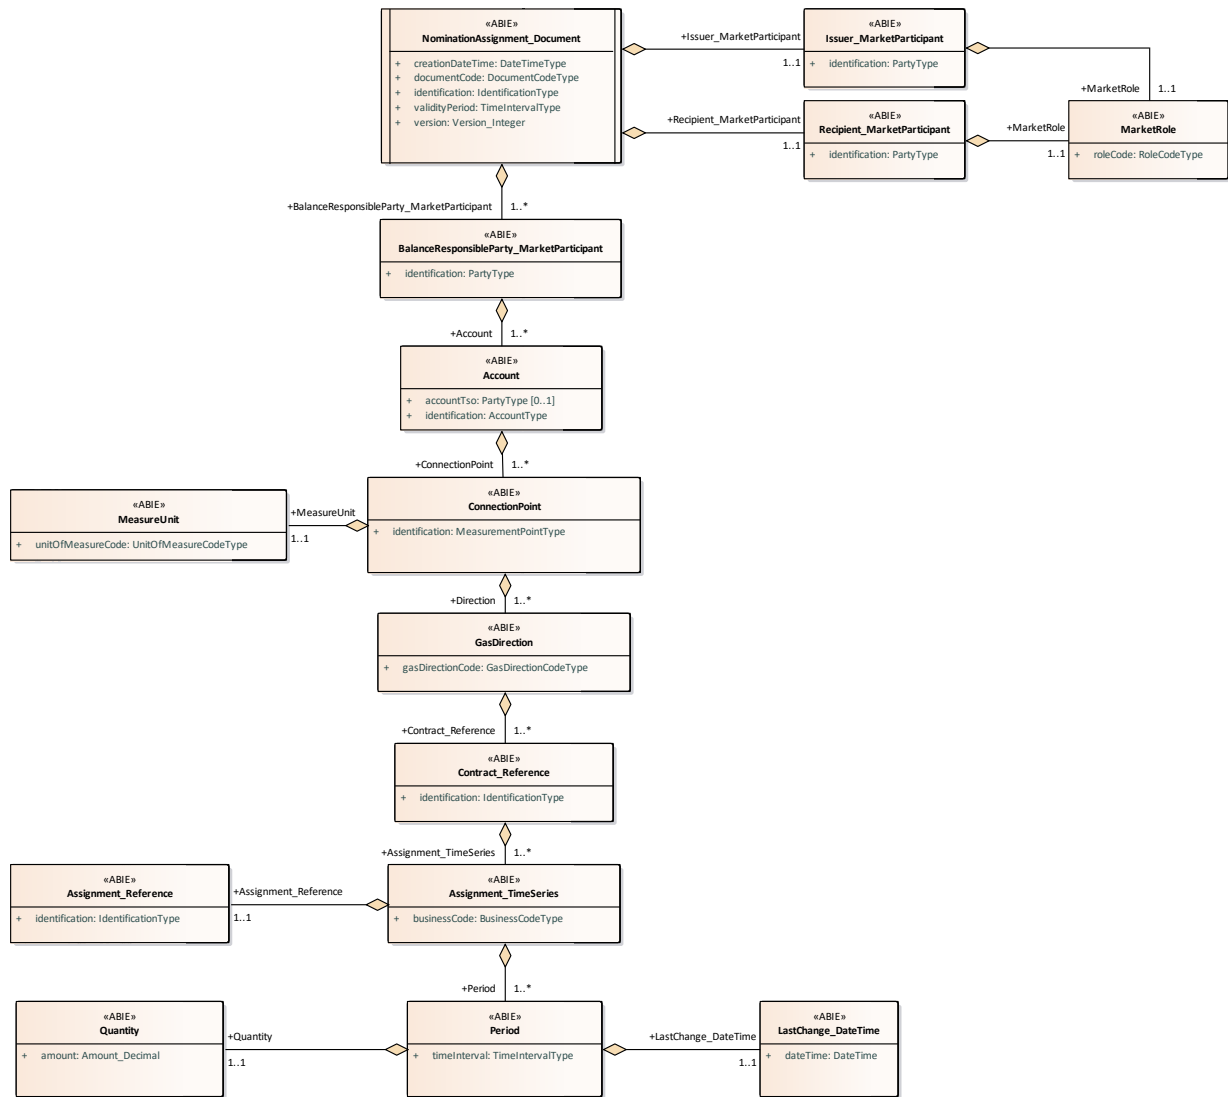 «ABIE»
NominationAssignment_Document
+ creationDateTime: DateTimeType
+ documentCode: DocumentCodeType
+ identification: IdentificationType
+ validityPeriod: TimeIntervalType
+ version: Version_Integer
+Issuer_MarketParticipant
1..1
«ABIE»
Issuer_MarketParticipant
+ identification: PartyType
+MarketRole 1..1
+Recipient_MarketParticipant
1..1
«ABIE»
Recipient_MarketParticipant
+ identification: PartyType
+MarketRole
1..1
«ABIE»
MarketRole
+ roleCode: RoleCodeType
+BalanceResponsibleParty_MarketParticipant 1..*
«ABIE»
BalanceResponsibleParty_MarketParticipant
+ identification: PartyType
+Account 1..*
«ABIE»
Account
+ accountTso: PartyType [0..1]
+ identification: AccountType
+ConnectionPoint 1..*
«ABIE»
MeasureUnit
+ unitOfMeasureCode: UnitOfMeasureCodeType
+MeasureUnit
1..1
«ABIE»
ConnectionPoint
+ identification: MeasurementPointType
+Direction 1..*
«ABIE»
GasDirection
+ gasDirectionCode: GasDirectionCodeType
+Contract_Reference 1..*
«ABIE»
Contract_Reference
+ identification: IdentificationType
+Assignment_TimeSeries 1..*
«ABIE»
Assignment_Reference
+ identification: IdentificationType
+Assignment_Reference
1..1
«ABIE»
Assignment_TimeSeries
+ businessCode: BusinessCodeType
+Period 1..*
«ABIE»
Quantity
+ amount: Amount_Decimal
+Quantity
1..1
«ABIE»
Period
+ timeInterval: TimeIntervalType
+LastChange_DateTime
1..1
«ABIE»
LastChange_DateTime
+ dateTime: DateTime